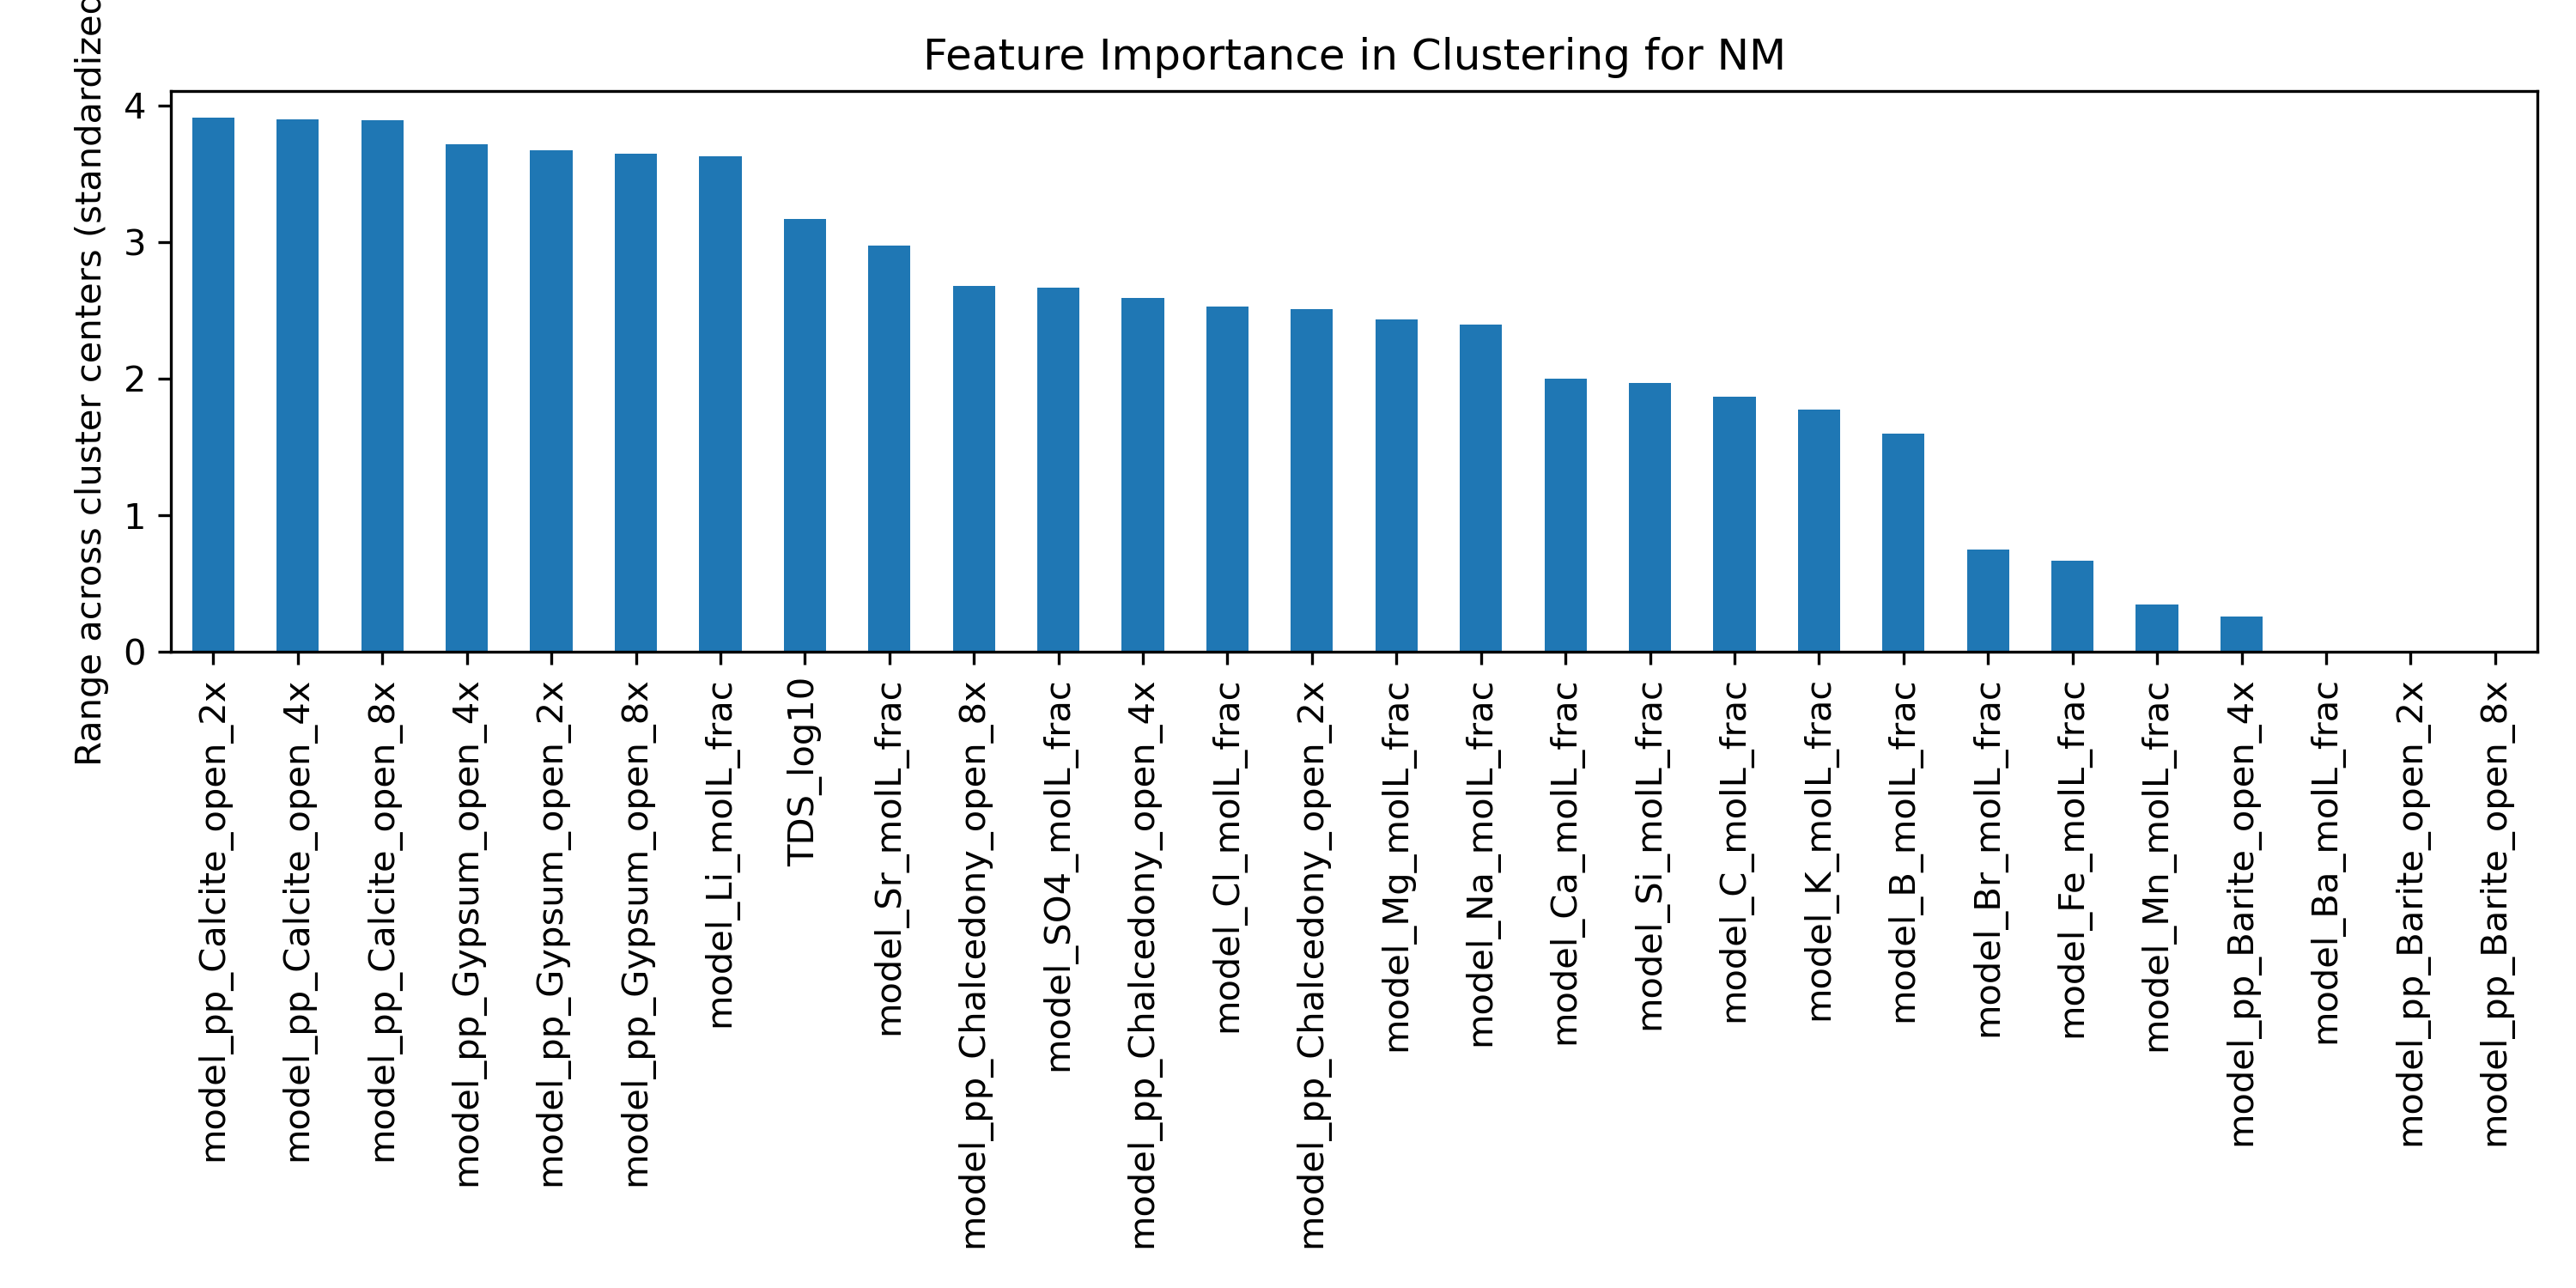 Feature Importance in Clustering for NM
Range across cluster centers (standardized
4
3
2
1
0
model_pp_Calcite_open_2x
model_pp_Calcite_open_4x
model_pp_Calcite_open_8x
model_pp_Gypsum_open_4x
model_pp_Gypsum_open_2x
model_pp_Gypsum_open_8x
model_Li_molL_frac
TDS_log10
model_Sr_molL_frac
model_pp_Chalcedony_open_8x
model_SO4_molL_frac
model_pp_Chalcedony_open_4x
model_Cl_molL_frac
model_pp_Chalcedony_open_2x
model_Mg_molL_frac
model_Na_molL_frac
model_Ca_molL_frac
model_Si_molL_frac
model_C_molL_frac
model_K_molL_frac
model_B_molL_frac
model_Br_molL_frac
model_Fe_molL_frac
model_Mn_molL_frac
model_pp_Barite_open_4x
model_Ba_molL_frac
model_pp_Barite_open_2x
model_pp_Barite_open_8x